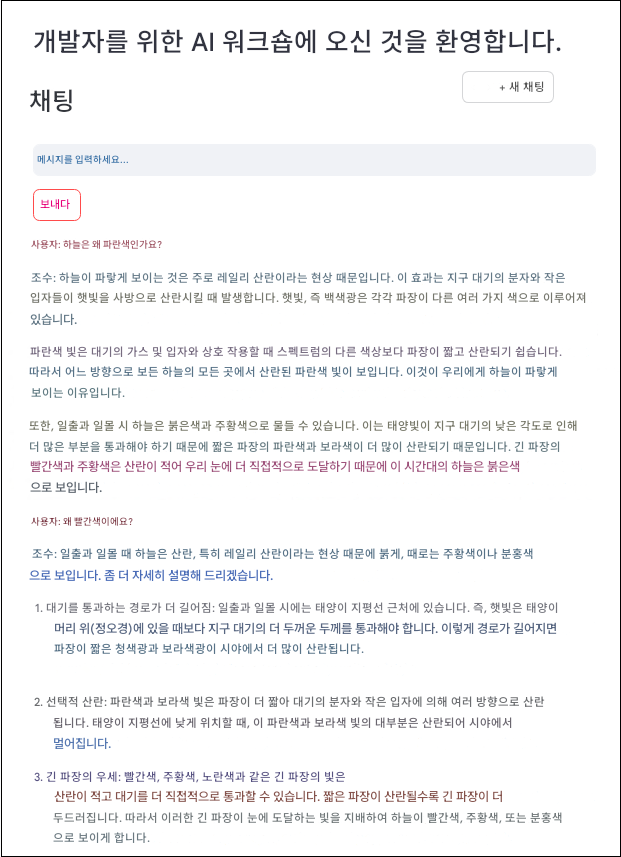 개발자를 위한 AI 워크숍에 오신 것을 환영합니다.
+ 새 채팅
채팅
메시지를 입력하세요...
보내다
사용자: 하늘은 왜 파란색인가요?
조수: 하늘이 파랗게 보이는 것은 주로 레일리 산란이라는 현상 때문입니다. 이 효과는 지구 대기의 분자와 작은
입자들이 햇빛을 사방으로 산란시킬 때 발생합니다. 햇빛, 즉 백색광은 각각 파장이 다른 여러 가지 색으로 이루어져
있습니다.
파란색 빛은 대기의 가스 및 입자와 상호 작용할 때 스펙트럼의 다른 색상보다 파장이 짧고 산란되기 쉽습니다.
따라서 어느 방향으로 보든 하늘의 모든 곳에서 산란된 파란색 빛이 보입니다. 이것이 우리에게 하늘이 파랗게
보이는 이유입니다.
또한, 일출과 일몰 시 하늘은 붉은색과 주황색으로 물들 수 있습니다. 이는 태양빛이 지구 대기의 낮은 각도로 인해
더 많은 부분을 통과해야 하기 때문에 짧은 파장의 파란색과 보라색이 더 많이 산란되기 때문입니다. 긴 파장의
빨간색과 주황색은 산란이 적어 우리 눈에 더 직접적으로 도달하기 때문에 이 시간대의 하늘은 붉은색
으로 보입니다.
사용자: 왜 빨간색이에요?
조수: 일출과 일몰 때 하늘은 산란, 특히 레일리 산란이라는 현상 때문에 붉게, 때로는 주황색이나 분홍색
으로 보입니다. 좀 더 자세히 설명해 드리겠습니다.
1. 대기를 통과하는 경로가 더 길어짐: 일출과 일몰 시에는 태양이 지평선 근처에 있습니다. 즉, 햇빛은 태양이
머리 위(정오경)에 있을 때보다 지구 대기의 더 두꺼운 두께를 통과해야 합니다. 이렇게 경로가 길어지면
파장이 짧은 청색광과 보라색광이 시야에서 더 많이 산란됩니다.
2. 선택적 산란: 파란색과 보라색 빛은 파장이 더 짧아 대기의 분자와 작은 입자에 의해 여러 방향으로 산란
됩니다. 태양이 지평선에 낮게 위치할 때, 이 파란색과 보라색 빛의 대부분은 산란되어 시야에서
멀어집니다.
3. 긴 파장의 우세: 빨간색, 주황색, 노란색과 같은 긴 파장의 빛은
산란이 적고 대기를 더 직접적으로 통과할 수 있습니다. 짧은 파장이 산란될수록 긴 파장이 더
두드러집니다. 따라서 이러한 긴 파장이 눈에 도달하는 빛을 지배하여 하늘이 빨간색, 주황색, 또는 분홍색
으로 보이게 합니다.